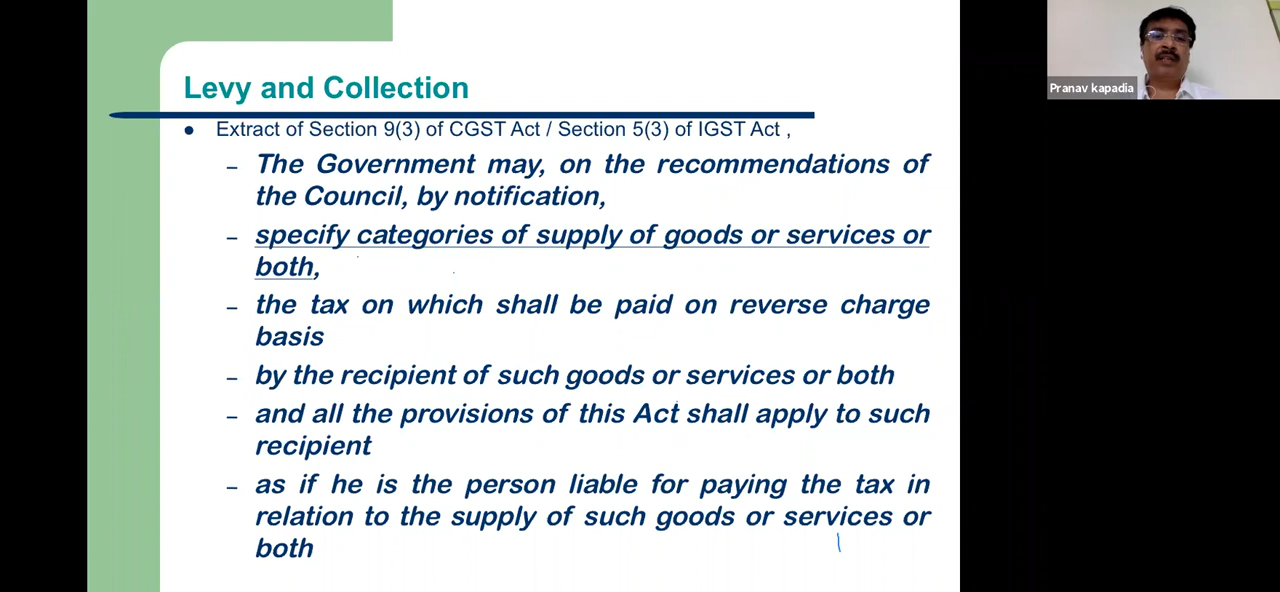 Levy and Collection
Extract of Section 9(3) of CGST Act / Section 5(3) of IGST Act ,
– The Government may, on the recommendations of
the Council, by notification,
– specify categories of supply of goods or services or
both,
– the tax on which shall be paid on reverse charge
basis
– by the recipient of such goods or services or both
– and all the provisions of this Act shall apply to such
recipient
– as if he is the person liable for paying the tax in
relation to the supply of such goods or services or
both
Pranav kapadia